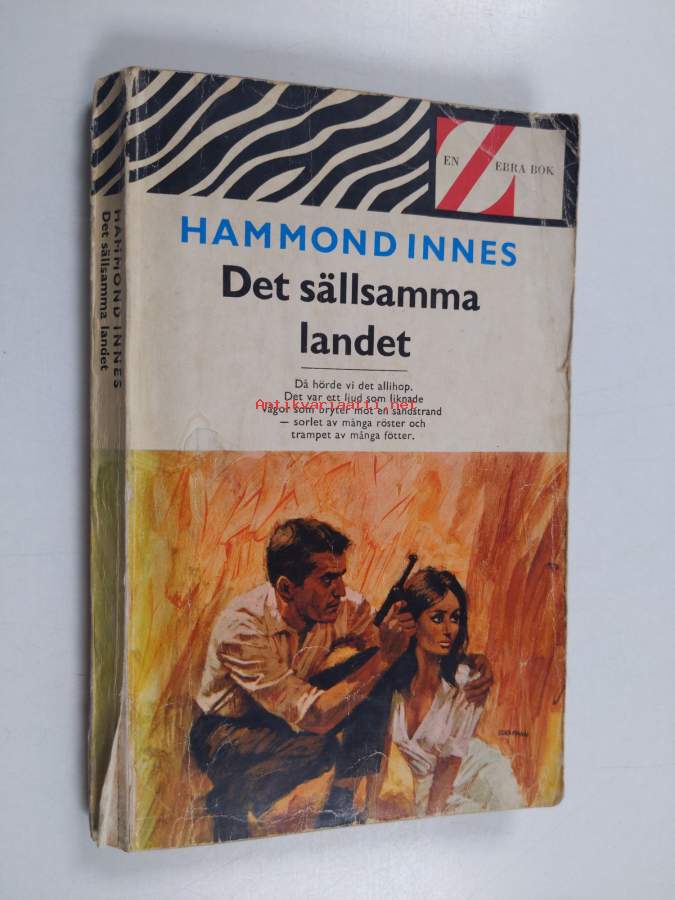 EN ZEBRA BOK
HAMMOND INNES
Det sällsamma
landet
Då hörde vi det allihop.
Det var ett ljud som liknade
vågor som bryter mot en sandstrand
— sorlet av många röster och
trampet av många fötter.
Antikvariaatti.net
HAMMOND INNES
Det sällsamma landet